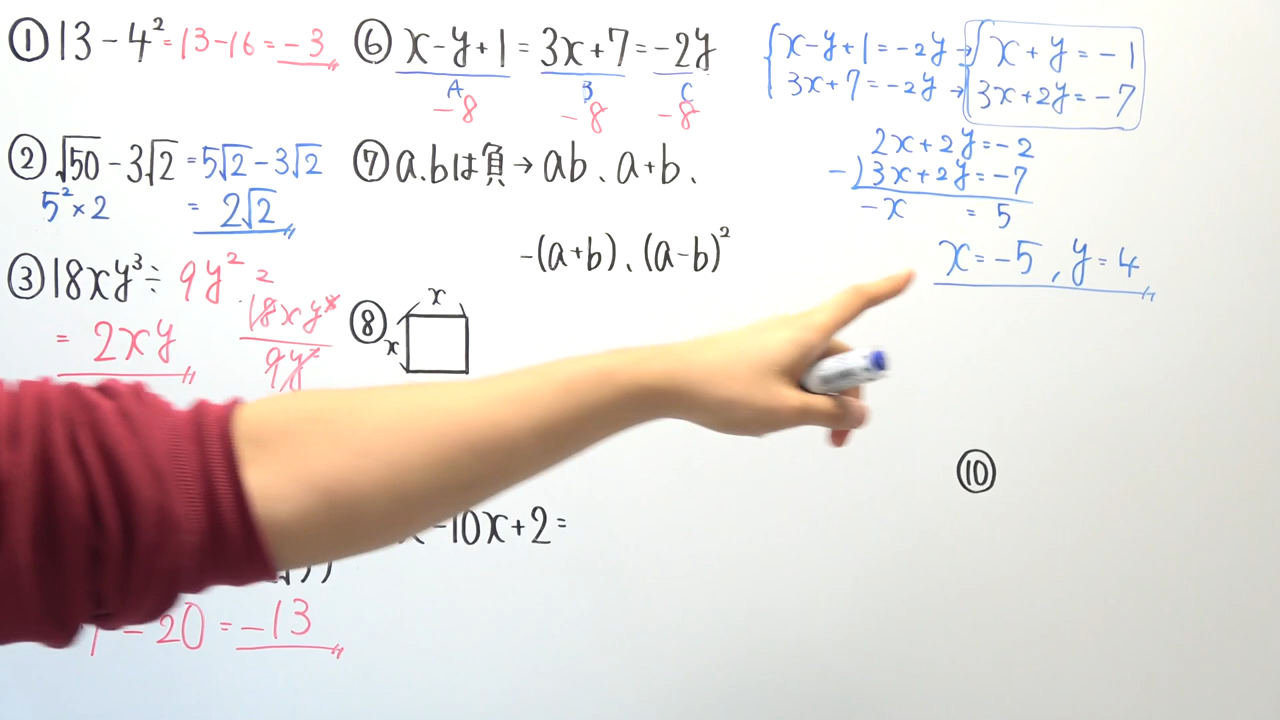 ① 13 - 4² = 13 - 16 = -3
② √50 - 3√2 = 5√2 - 3√2
5² × 2 = 2√2
③ 18xy³ ÷ 9y² =
= 2xy
18xy³
9y²
- 20 = -13
⑥ x - y + 1 = 3x + 7 = -2y
A B C
-8 -8 -8
⑦ a.bは負 → ab、a+b、
-(a+b)、(a-b)²
⑧ x
x
-10x+2=
x - y + 1 = -2y → x + y = -1
3x + 7 = -2y → 3x + 2y = -7
2x + 2y = -2
-) 3x + 2y = -7
-x = 5
x = -5, y = 4
⑩